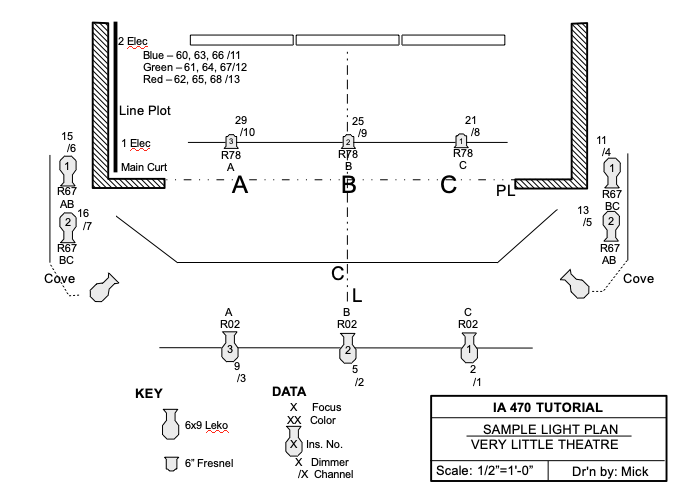 2 Elec
Blue – 60, 63, 66 /11
Green – 61, 64, 67/12
Red – 62, 65, 68 /13
Line Plot
29 /10
25 /9
21 /8
1 Elec
3
2
1
R78
R78
R78
A
B
C
Main Curt
A
B
C
PL
15 /6
1
R67
AB
16 /7
2
R67
BC
Cove
11 /4
1
R67
BC
13 /5
2
R67
AB
Cove
C
L
A
B
C
R02
R02
R02
3
2
1
9 /3
5 /2
2 /1
KEY
6x9 Leko
6" Fresnel
DATA
X Focus
XX Color
X Ins. No.
X Dimmer
/X Channel
IA 470 TUTORIAL
SAMPLE LIGHT PLAN
VERY LITTLE THEATRE
Scale: 1/2"=1'-0"
Dr'n by: Mick